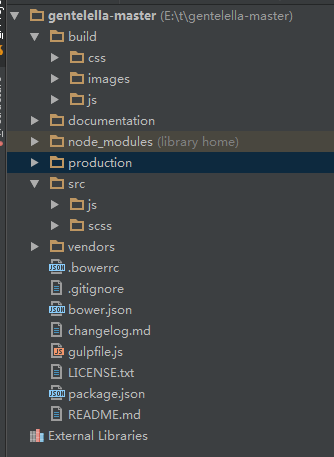 gentelella-master (E:\t\gentelella-master)
build
css
images
js
documentation
node_modules (library home)
production
src
js
scss
vendors
.bowerrc
.gitignore
bower.json
changelog.md
gulpfile.js
LICENSE.txt
package.json
README.md
External Libraries